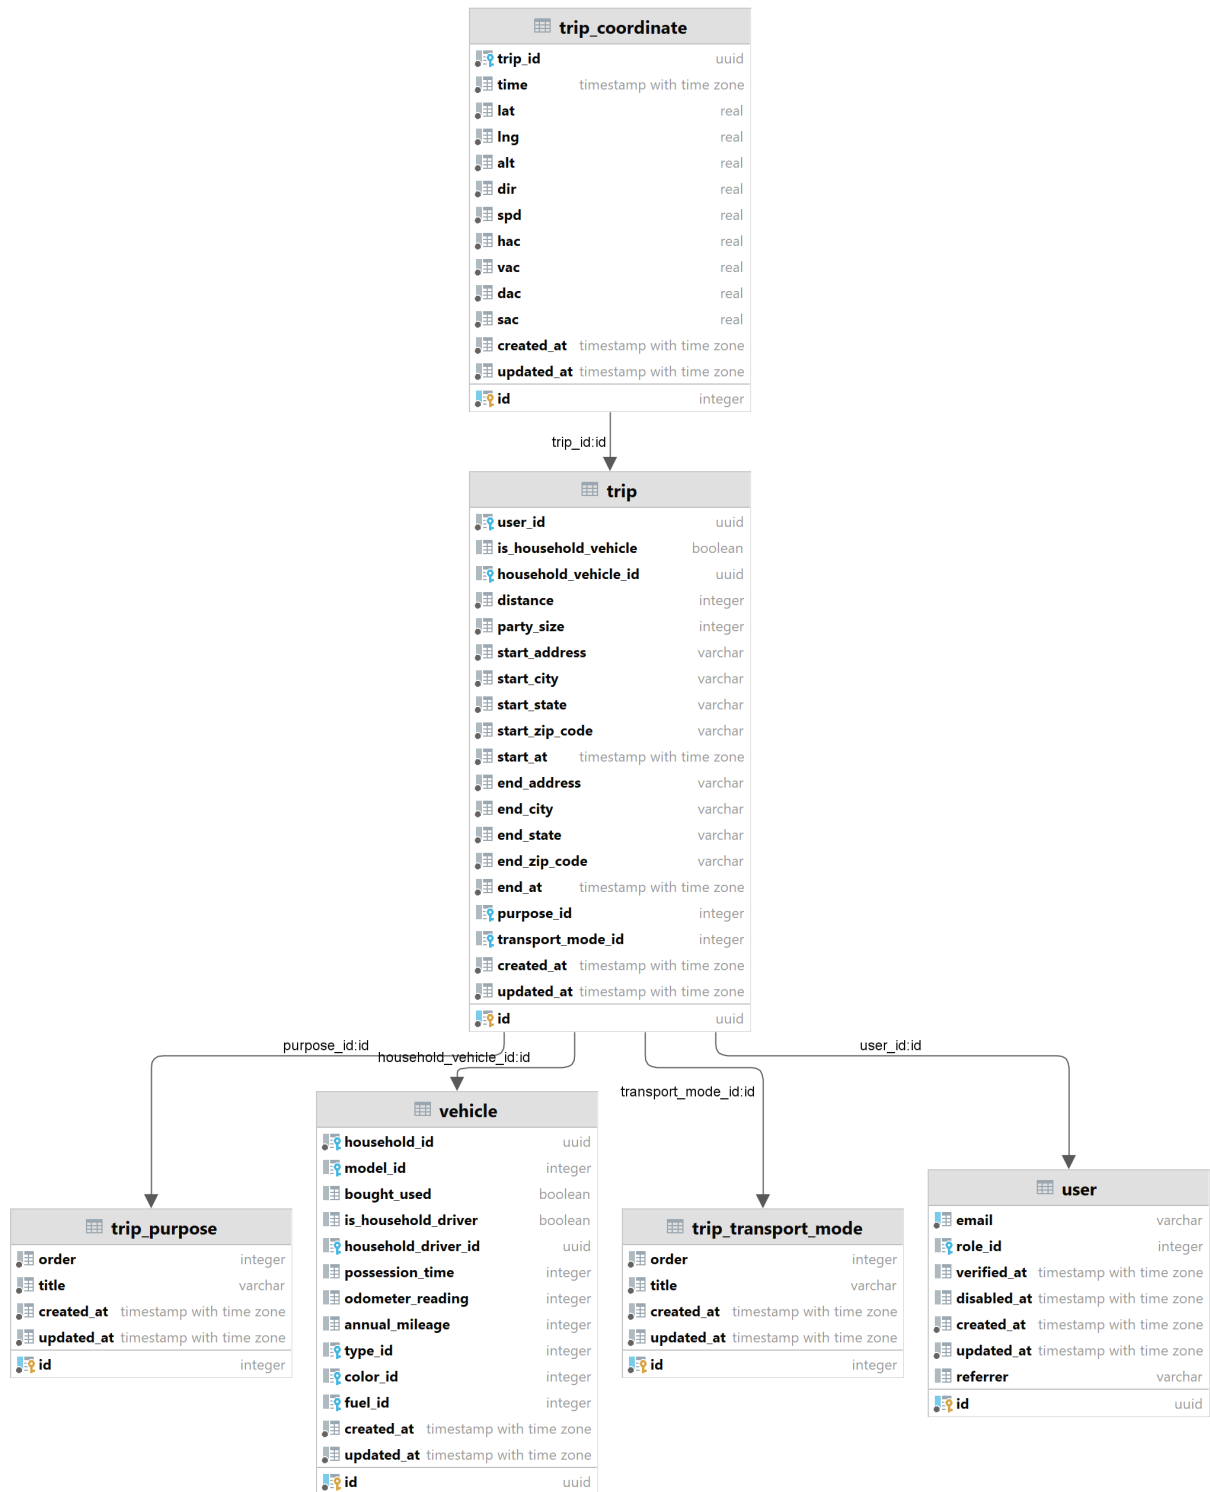 trip_coordinate
trip_id uuid
time timestamp with time zone
lat real
lng real
alt real
dir real
spd real
hac real
vac real
dac real
sac real
created_at timestamp with time zone
updated_at timestamp with time zone
id integer
trip_id:id
trip
user_id uuid
is_household_vehicle boolean
household_vehicle_id uuid
distance integer
party_size integer
start_address varchar
start_city varchar
start_state varchar
start_zip_code varchar
start_at timestamp with time zone
end_address varchar
end_city varchar
end_state varchar
end_zip_code varchar
end_at timestamp with time zone
purpose_id integer
transport_mode_id integer
created_at timestamp with time zone
updated_at timestamp with time zone
id uuid
purpose_id:id
household_vehicle_id:id
transport_mode_id:id
user_id:id
trip_purpose
order integer
title varchar
created_at timestamp with time zone
updated_at timestamp with time zone
id integer
vehicle
household_id uuid
model_id integer
bought_used boolean
is_household_driver boolean
household_driver_id uuid
possession_time integer
odometer_reading integer
annual_mileage integer
type_id integer
color_id integer
fuel_id integer
created_at timestamp with time zone
updated_at timestamp with time zone
id uuid
trip_transport_mode
order integer
title varchar
created_at timestamp with time zone
updated_at timestamp with time zone
id integer
user
email varchar
role_id integer
verified_at timestamp with time zone
disabled_at timestamp with time zone
created_at timestamp with time zone
updated_at timestamp with time zone
referrer varchar
id uuid